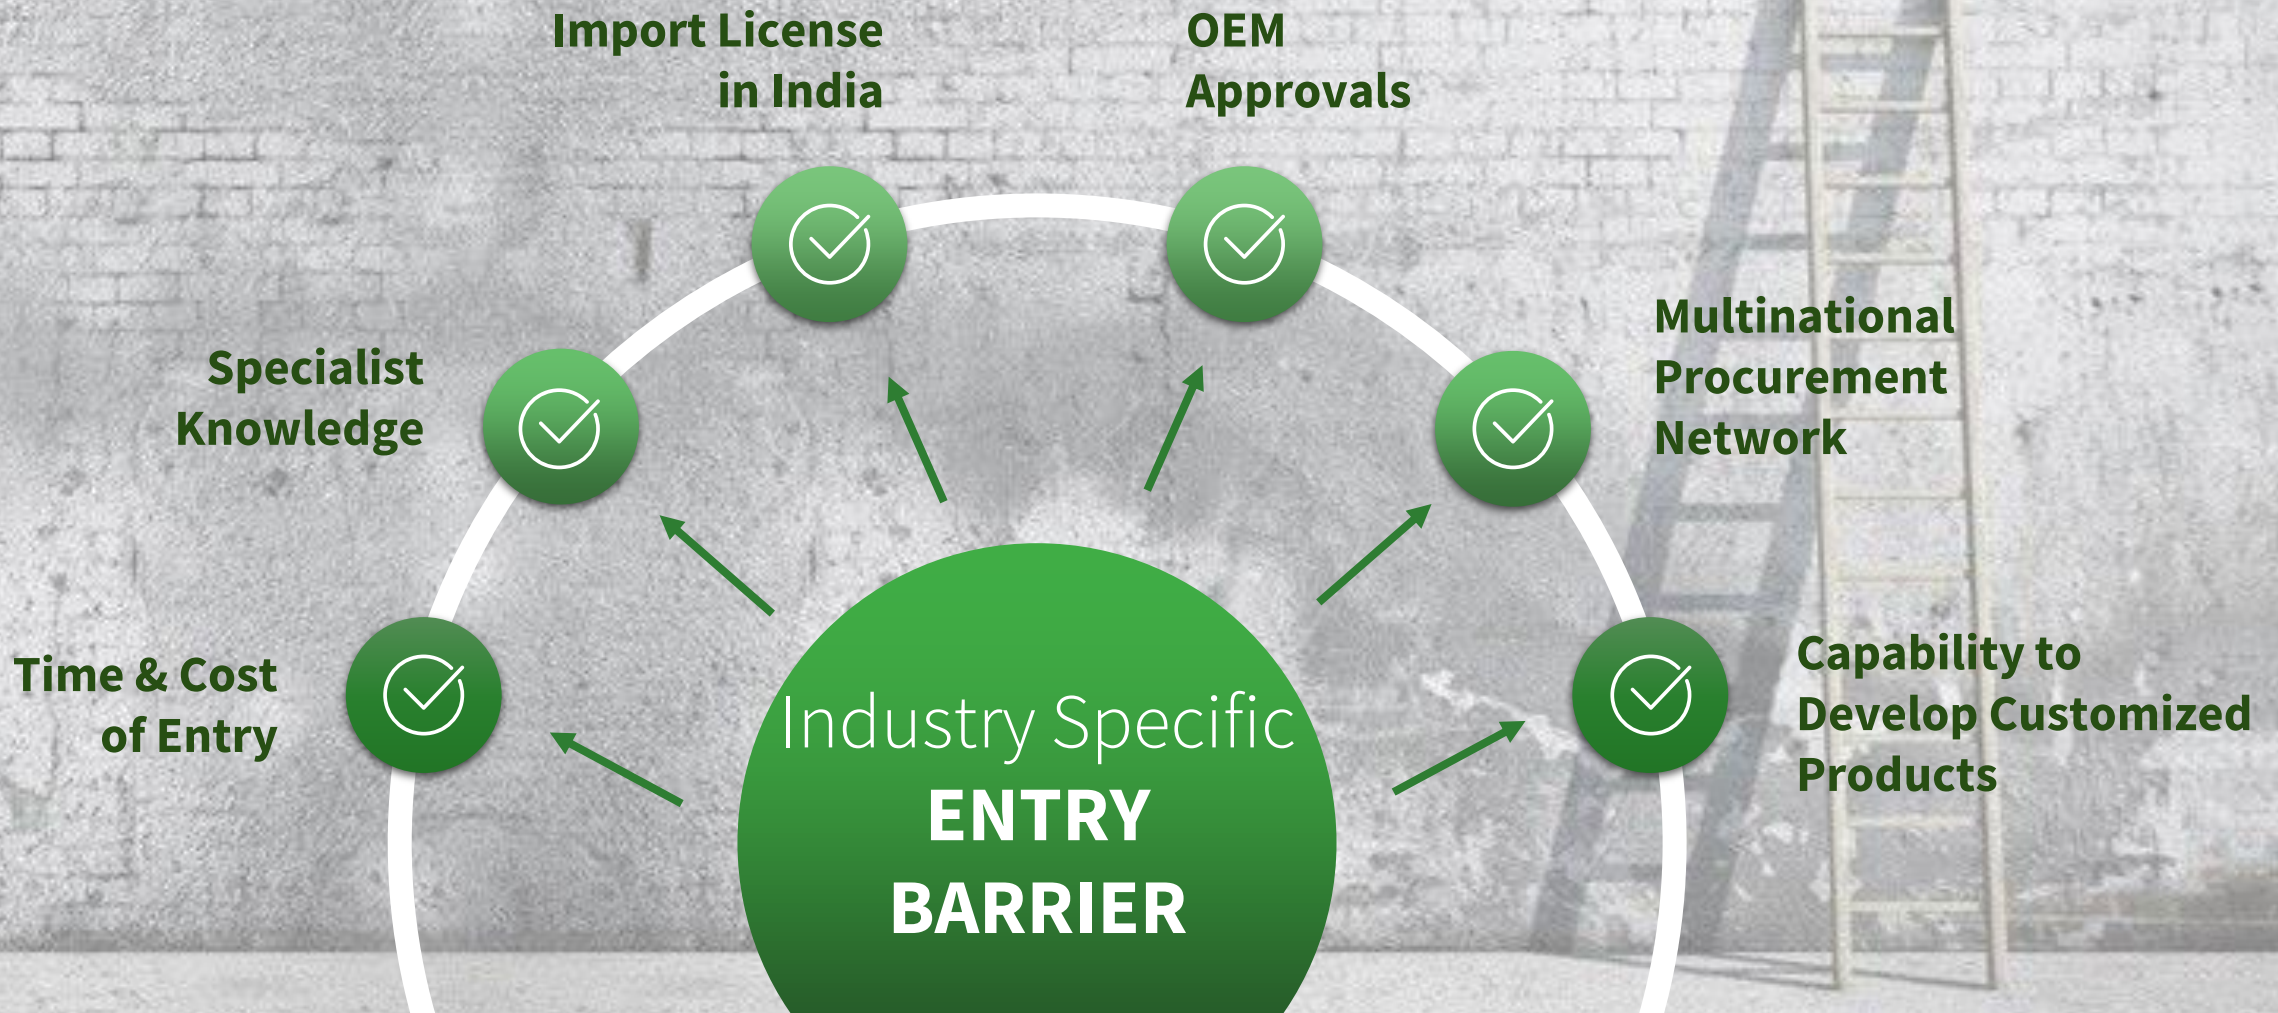 Import License
in India
OEM
Approvals
Multinational
Procurement
Network
Specialist
Knowledge
Time & Cost
of Entry
Capability to
Develop Customized
Products
Industry Specific
ENTRY
BARRIER